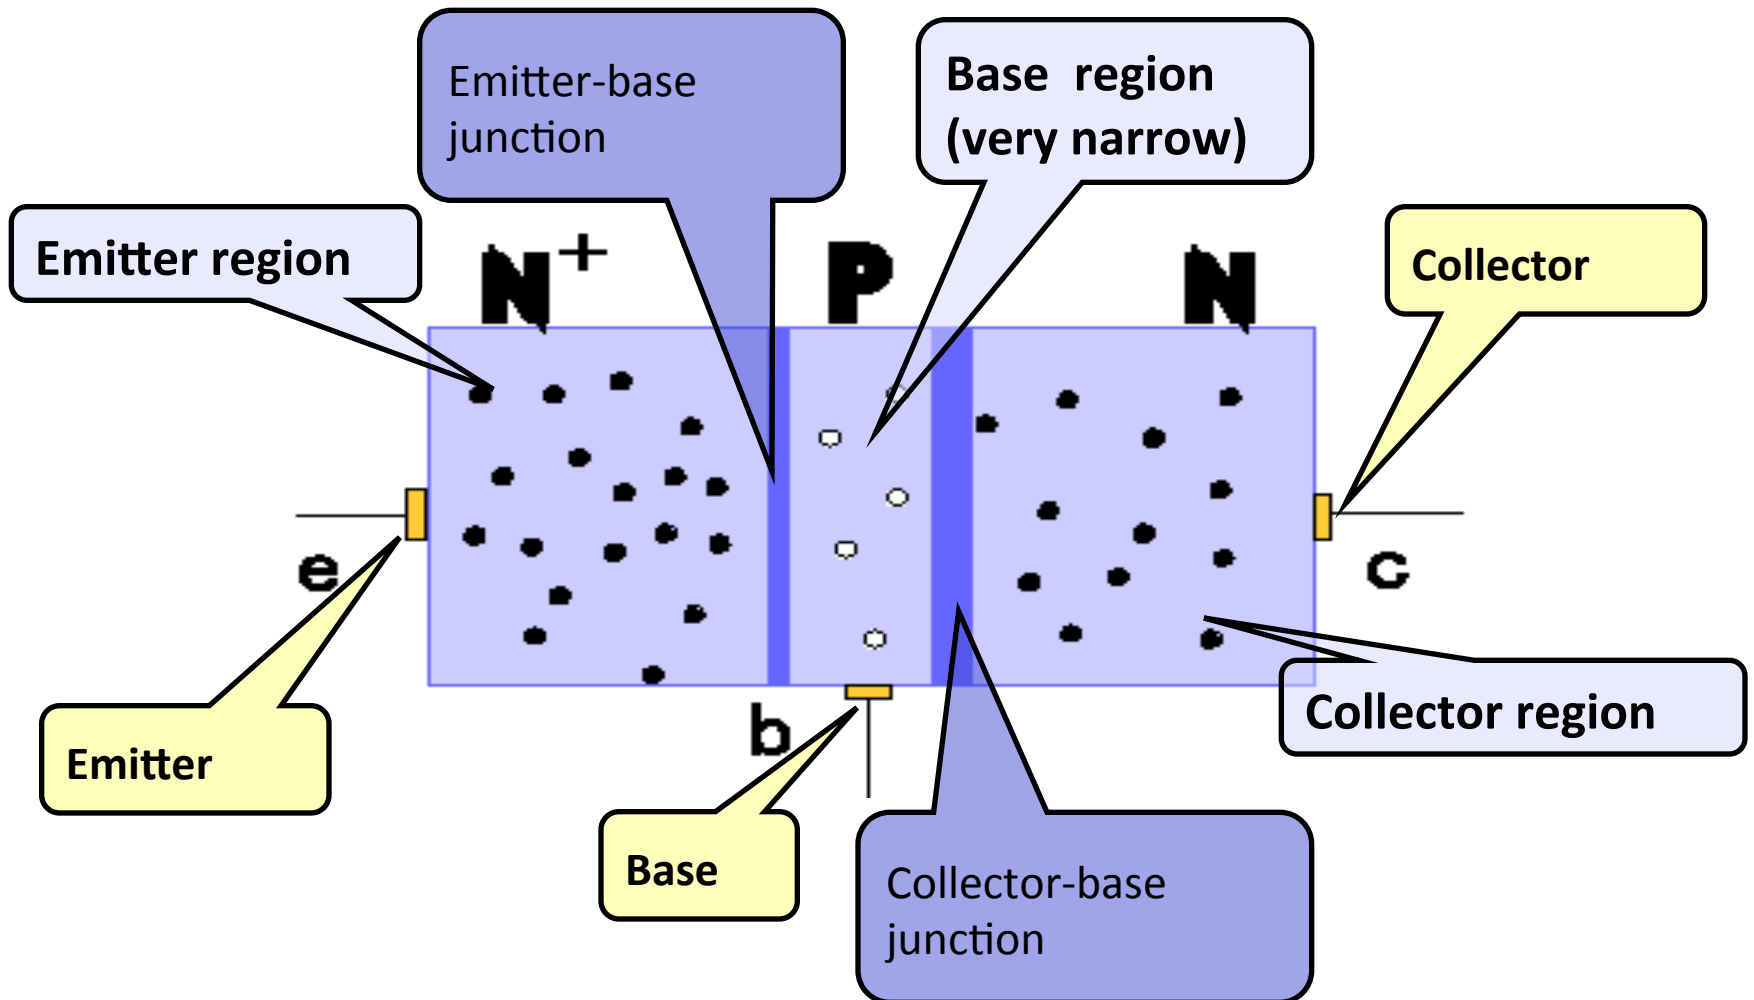 Emitter-base
junction
Base region
(very narrow)
Emitter region
N+
P
N
Collector
e
c
b
Emitter
Collector region
Base
Collector-base
junction